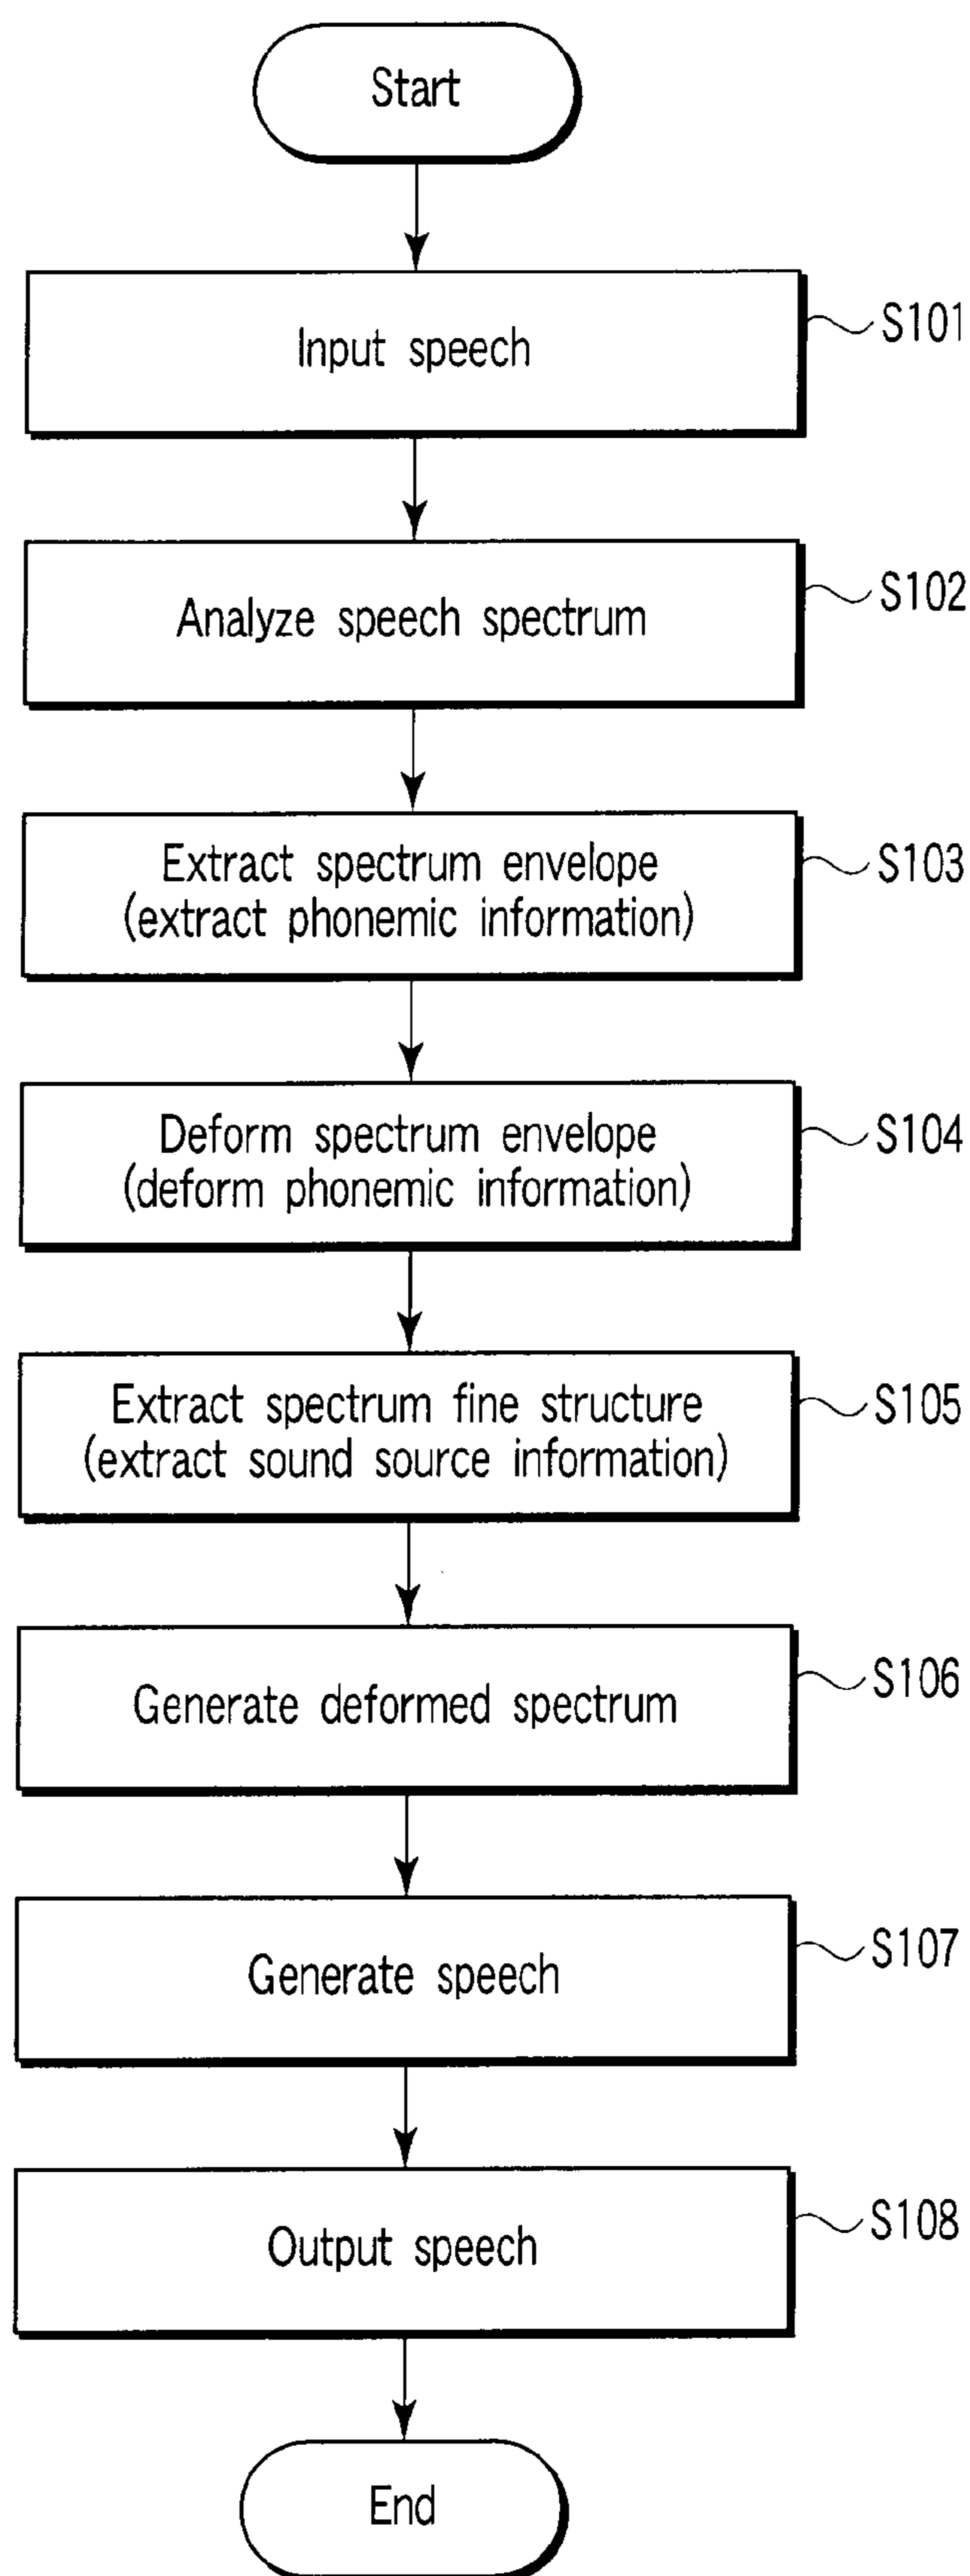 Start
Input speech
S101
Analyze speech spectrum
S102
Extract spectrum envelope
(extract phonemic information)
S103
Deform spectrum envelope
(deform phonemic information)
S104
Extract spectrum fine structure
(extract sound source information)
S105
Generate deformed spectrum
S106
Generate speech
S107
Output speech
S108
End